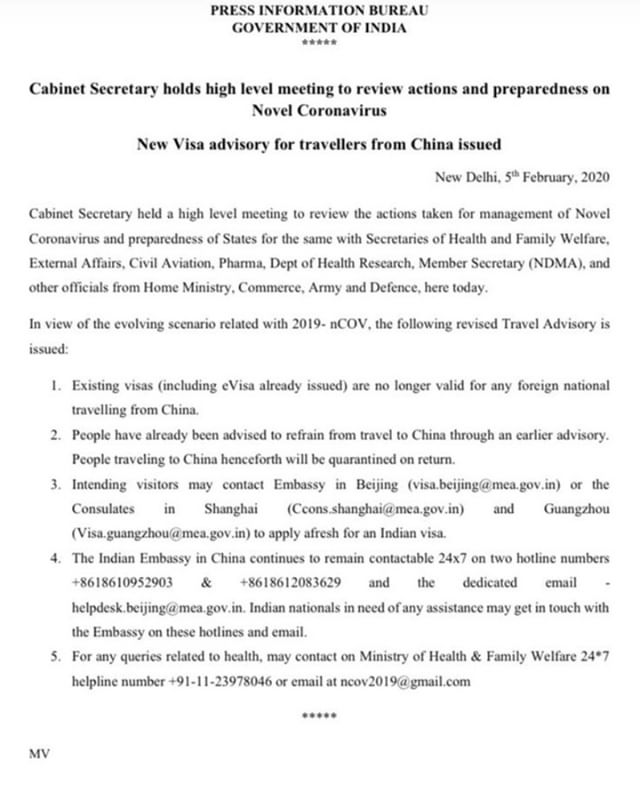 PRESS INFORMATION BUREAU
GOVERNMENT OF INDIA
*****
Cabinet Secretary holds high level meeting to review actions and preparedness on
Novel Coronavirus
New Visa advisory for travellers from China issued
New Delhi, 5th February, 2020
Cabinet Secretary held a high level meeting to review the actions taken for management of Novel
Coronavirus and preparedness of States for the same with Secretaries of Health and Family Welfare,
External Affairs, Civil Aviation, Pharma, Dept of Health Research, Member Secretary (NDMA), and
other officials from Home Ministry, Commerce, Army and Defence, here today.
In view of the evolving scenario related with 2019- nCOV, the following revised Travel Advisory is
issued:
1. Existing visas (including eVisa already issued) are no longer valid for any foreign national
travelling from China.
2. People have already been advised to refrain from travel to China through an earlier advisory.
People traveling to China henceforth will be quarantined on return.
3. Intending visitors may contact Embassy in Beijing (visa.beijing@mea.gov.in) or the
Consulates in Shanghai (Ccons.shanghai@mea.gov.in) and Guangzhou
(Visa.guangzhou@mea.gov.in) to apply afresh for an Indian visa.
4. The Indian Embassy in China continues to remain contactable 24x7 on two hotline numbers
+8618610952903 & +8618612083629 and the dedicated email -
helpdesk.beijing@mea.gov.in. Indian nationals in need of any assistance may get in touch with
the Embassy on these hotlines and email.
5. For any queries related to health, may contact on Ministry of Health & Family Welfare 24*7
helpline number +91-11-23978046 or email at ncov2019@gmail.com
*****
MV